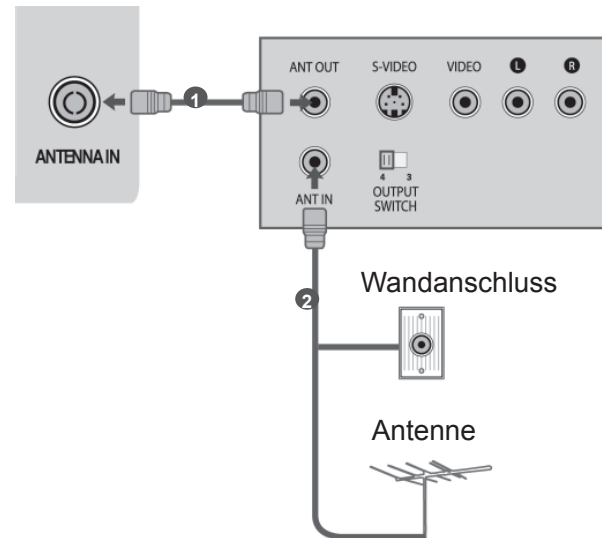 ANT OUT S-VIDEO VIDEO L R
1
ANTENNA IN
4 3
ANT IN OUTPUT
SWITCH
2
Wandanschluss
Antenne